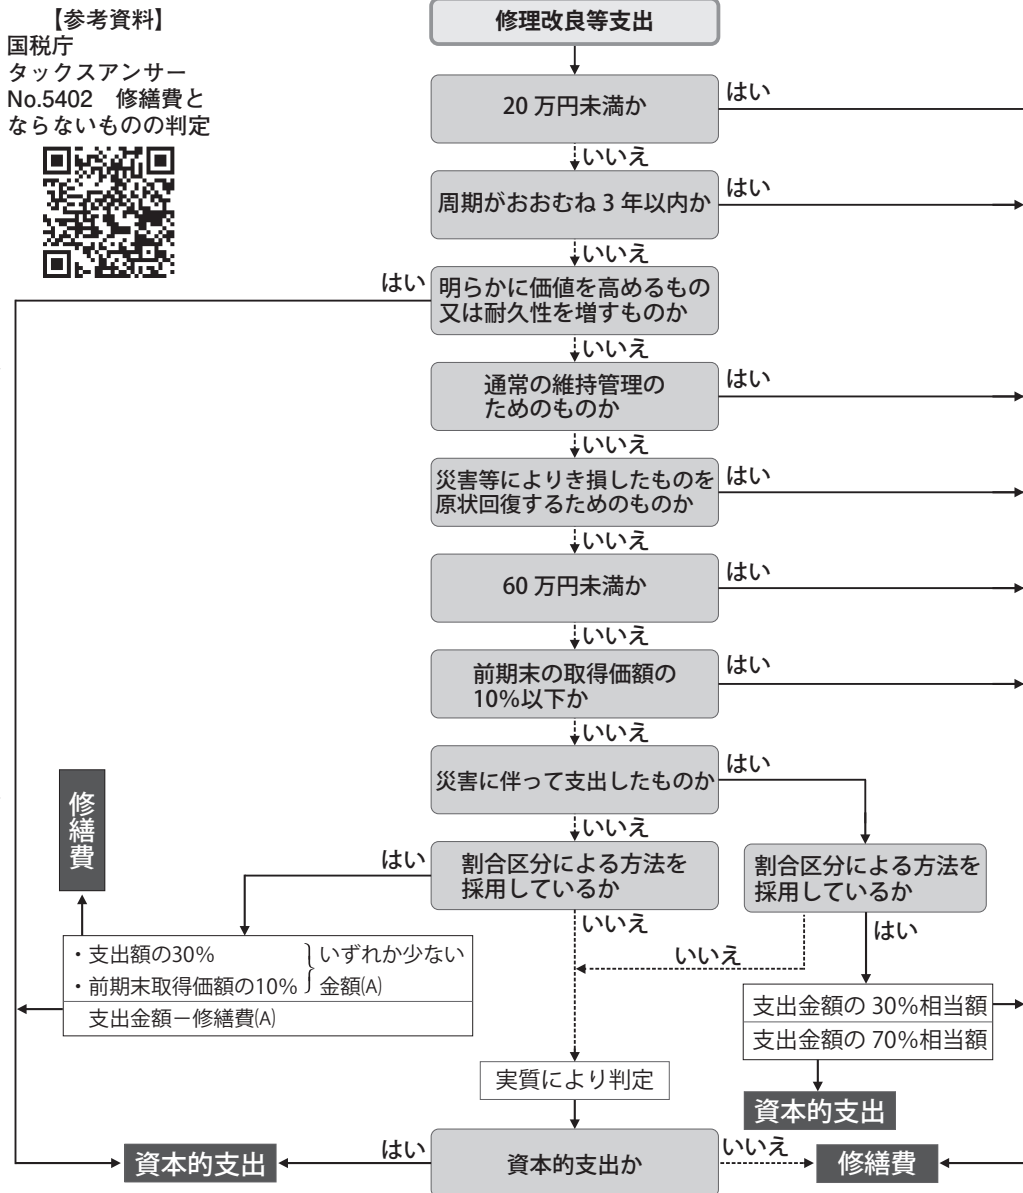 【参考資料】
国税庁
タックスアンサー
No.5402　修繕費と
ならないものの判定
修理改良等支出
20 万円未満か
はい
いいえ
周期がおおむね 3 年以内か
はい
いいえ
はい
明らかに価値を高めるもの
又は耐久性を増すものか
いいえ
通常の維持管理の
ためのものか
はい
いいえ
災害等によりき損したものを
原状回復するためのものか
はい
いいえ
60 万円未満か
はい
いいえ
前期末の取得価額の
10%以下か
はい
いいえ
災害に伴って支出したものか
はい
いいえ
修繕費
はい
割合区分による方法を
採用しているか
いいえ
割合区分による方法を
採用しているか
はい
いいえ
・支出額の30%
・前期末取得価額の10%
いずれか少ない
金額(A)
支出金額－修繕費(A)
支出金額の 30%相当額
支出金額の 70%相当額
資本的支出
実質により判定
資本的支出
はい
資本的支出か
いいえ
修繕費